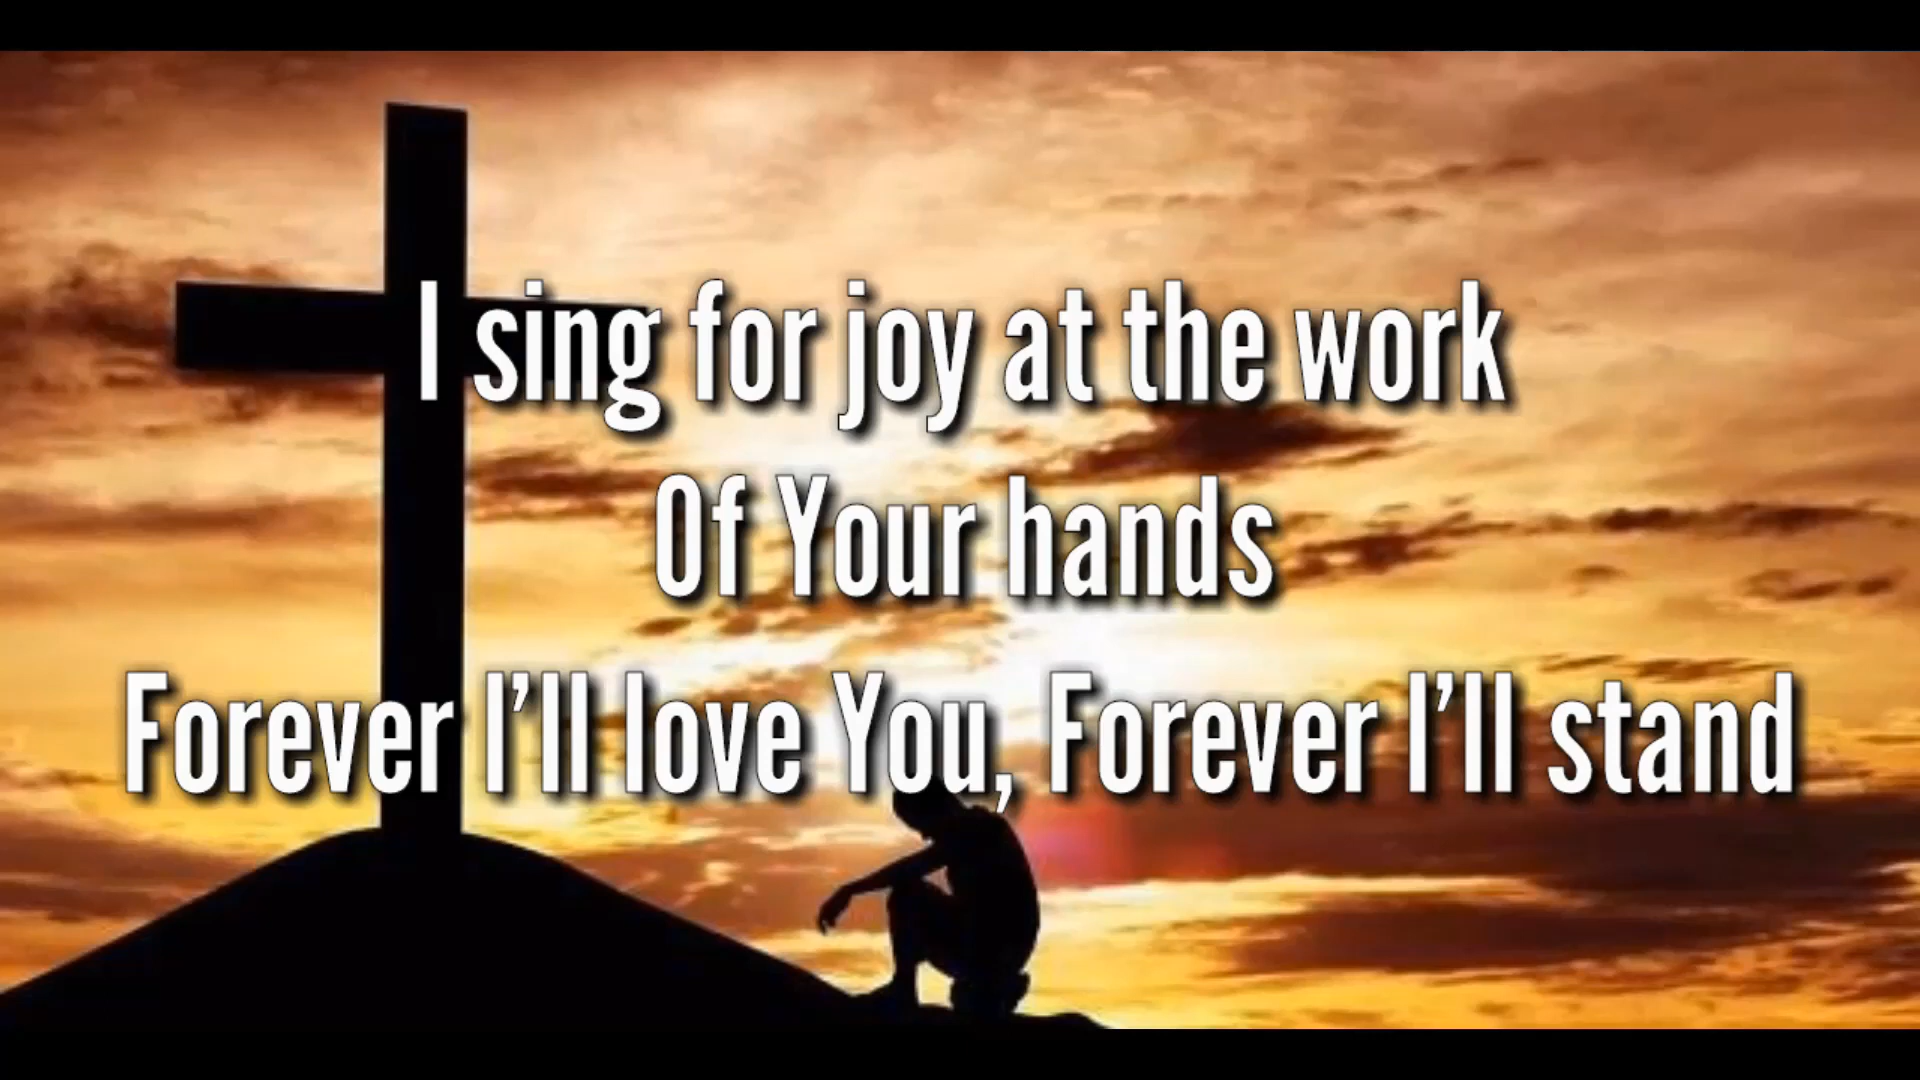 I sing for joy at the work
Of Your hands
Forever I'll love You, Forever I'll stand